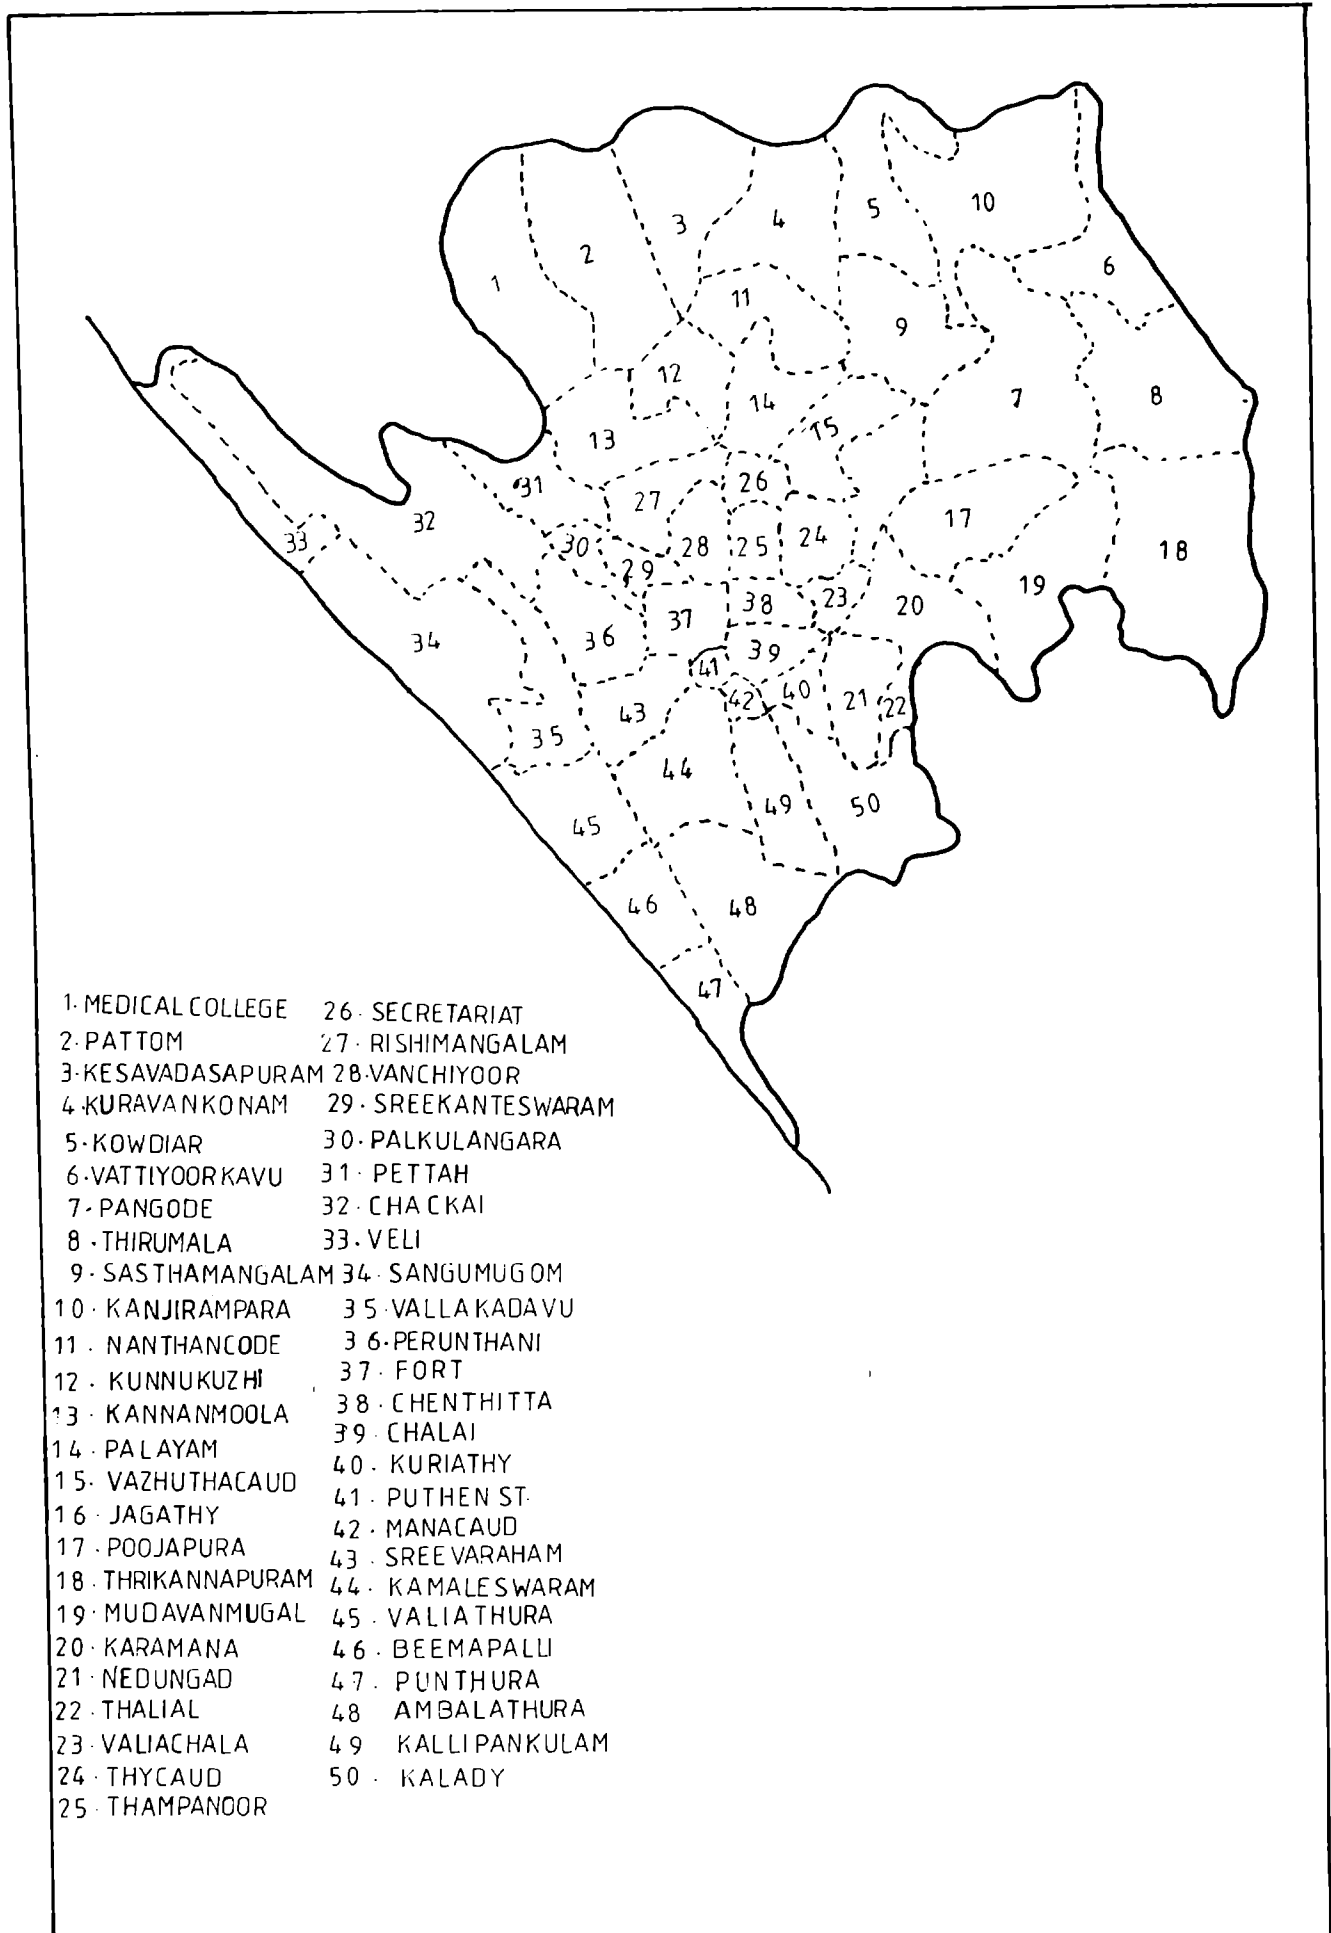 10
5
4
3
2
6
1
11
9
12
7
8
14
15
13
26
31
27
17
32
24
33
30
28
25
18
29
19
23
38
20
37
36
34
39
41
40
42
21
22
43
35
44
49
50
45
46
48
47
1. MEDICAL COLLEGE
2. PATTOM
3. KESAVADASAPURAM
4. KURAVANKONAM
5. KOWDIAR
6. VATTIYOORKAVU
7. PANGODE
8. THIRUMALA
9. SASTHAMANGALAM
10. KANJIRAMPARA
11. NANTHANCODE
12. KUNNUKUZHI
13. KANNANMOOLA
14. PALAYAM
15. VAZHUTHACAUD
16. JAGATHY
17. POOJAPURA
18. THRIKANNAPURAM
19. MUDAVANMUGAL
20. KARAMANA
21. NEDUNGAD
22. THALIAL
23. VALIACHALA
24. THYCAUD
25. THAMPANOOR
26. SECRETARIAT
27. RISHIMANGALAM
28. VANCHIYOOR
29. SREEKANTESWARAM
30. PALKULANGARA
31. PETTAH
32. CHACKAI
33. VELI
34. SANGUMUGOM
35. VALLAKADAVU
36. PERUNTHANI
37. FORT
38. CHENTHITTA
39. CHALAI
40. KURIATHY
41. PUTHEN ST.
42. MANACAUD
43. SREEVARAHAM
44. KAMALESWARAM
45. VALIATHURA
46. BEEMAPALLI
47. PUNTHURA
48 AMBALATHURA
49 KALLIPANKULAM
50. KALADY